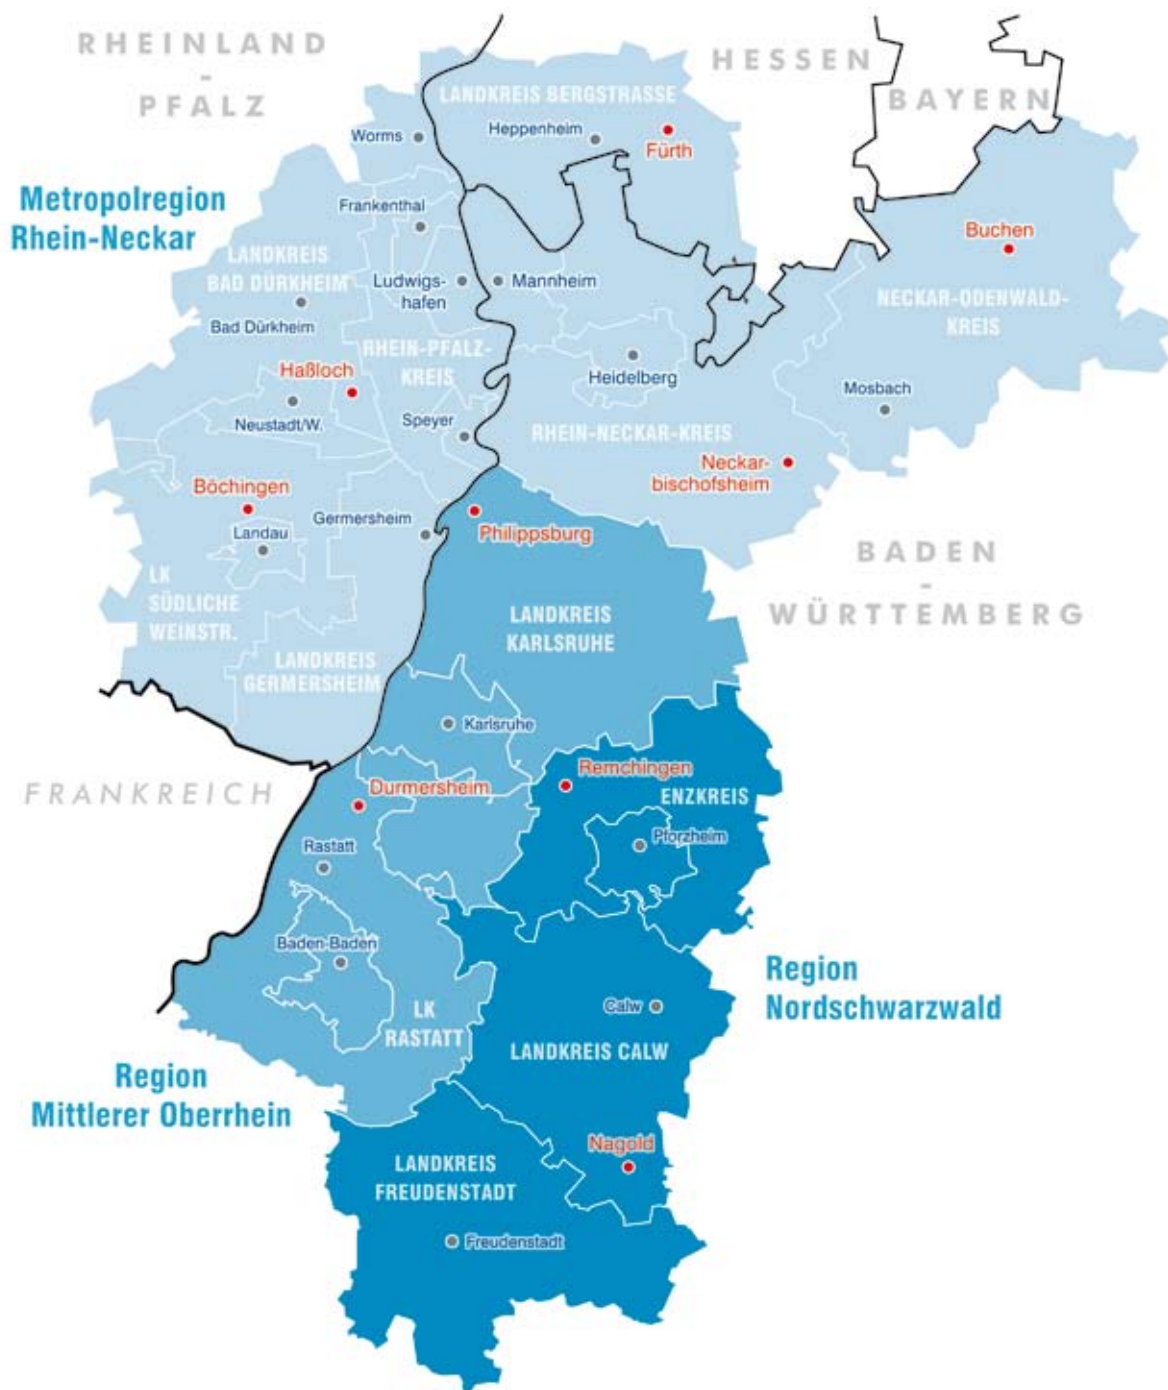 RHEINLAND
-
PFALZ
HESSEN
BAYERN
LANDKREIS BERGSTRASSE
Worms
Heppenheim
Fürth
Metropolregion
Rhein-Neckar
Frankenthal
LANDKREIS
BAD DÜRKHEIM
Ludwigs-
hafen
Mannheim
Buchen
NECKAR-ODENWALD-
KREIS
Bad Dürkheim
RHEIN-PFALZ-
KREIS
Haßloch
Heidelberg
Mosbach
Neustadt/W.
Speyer
RHEIN-NECKAR-KREIS
Neckar-
bischofsheim
Böchingen
Landau
Germersheim
Philippsburg
BADEN
-
WÜRTTEMBERG
LK
SÜDLICHE
WEINSTR.
LANDKREIS
KARLSRUHE
LANDKREIS
GERMERSHEIM
Karlsruhe
FRANKREICH
Durmersheim
Remchingen
ENZKREIS
Rastatt
Pforzheim
Baden-Baden
Region
Nordschwarzwald
Calw
LK
RASTATT
LANDKREIS CALW
Region
Mittlerer Oberrhein
Nagold
LANDKREIS
FREUDENSTADT
Freudenstadt